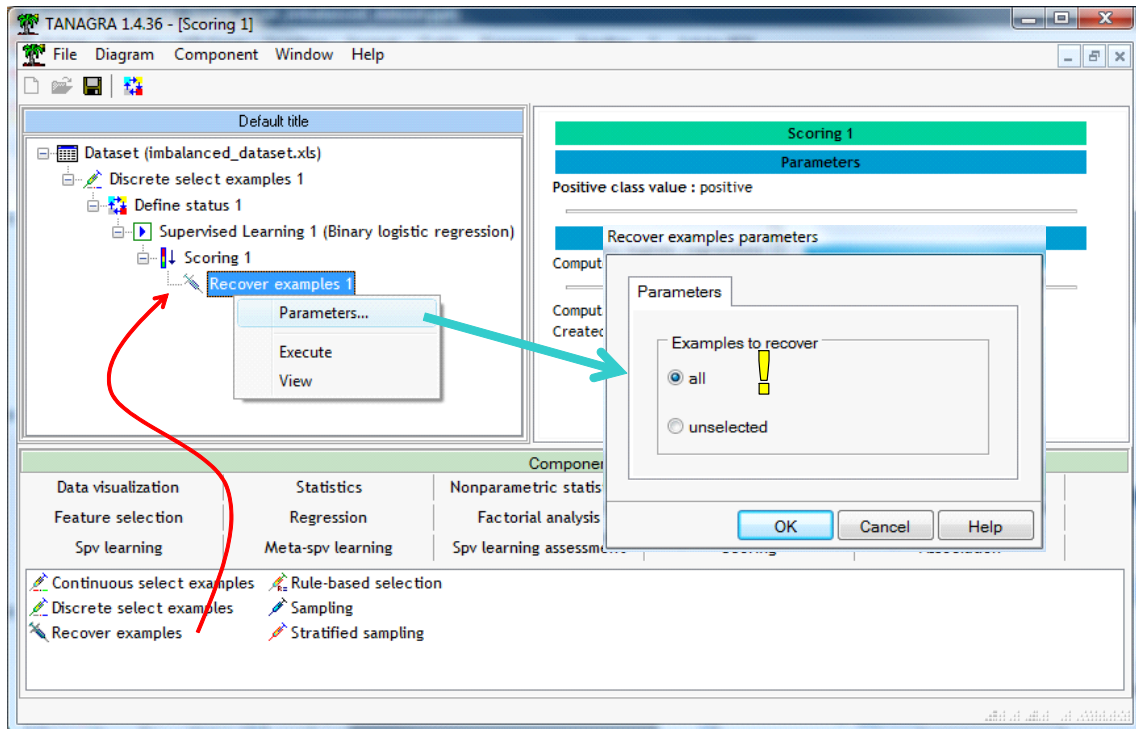 TANAGRA 1.4.36 - [Scoring 1]
File Diagram Component Window Help
Default title
Dataset (imbalanced_dataset.xls)
Discrete select examples 1
Define status 1
Supervised Learning 1 (Binary logistic regression)
Scoring 1
Recover examples 1
Parameters...
Execute
View
Scoring 1
Parameters
Positive class value : positive
Comput
Comput
Created
Recover examples parameters
Parameters
Examples to recover
all
!
unselected
OK Cancel Help
Componen
Data visualization Statistics Nonparametric statis
Feature selection Regression Factorial analysis
Spv learning Meta-spv learning Spv learning assessment Scoring Association
Continuous select examples Rule-based selection
Discrete select examples Sampling
Recover examples Stratified sampling